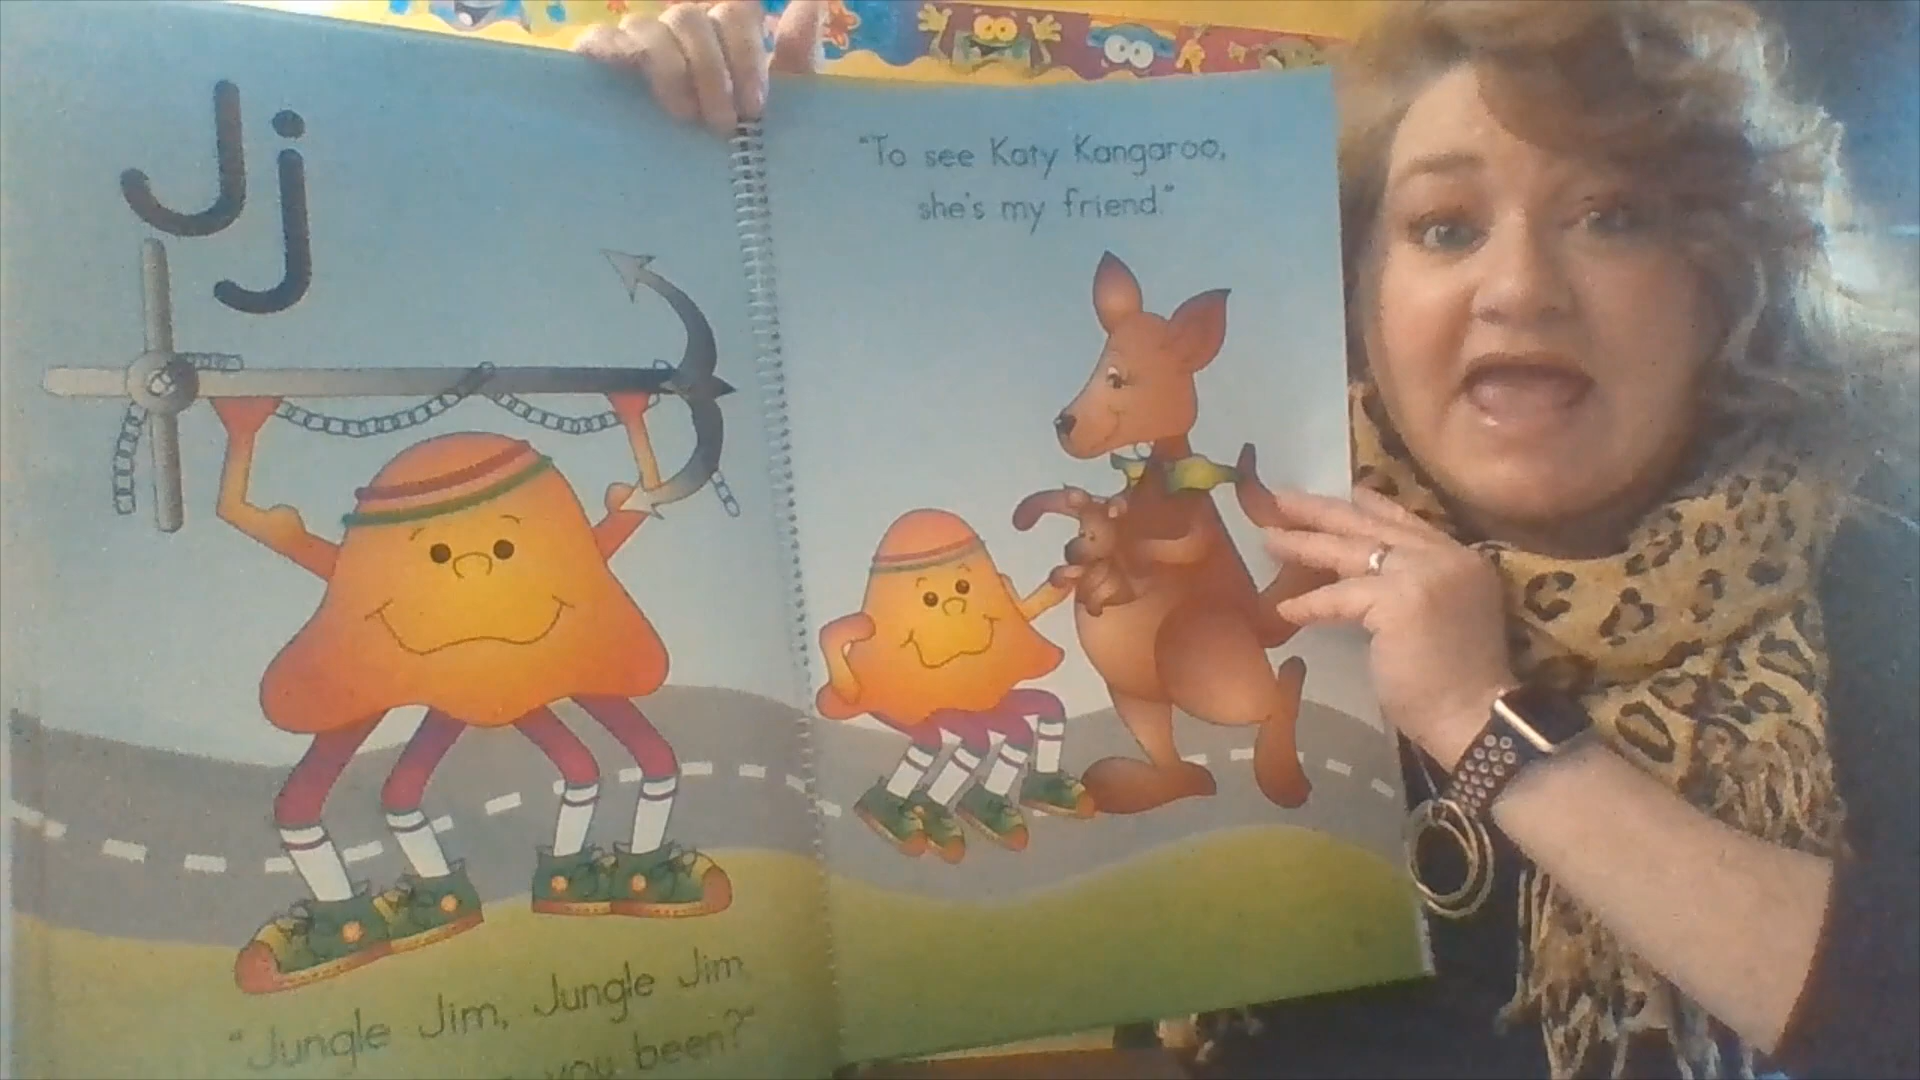 Jj
"Jungle Jim, Jungle Jim
you been?"
"To see Katy Kangaroo,
she's my friend."